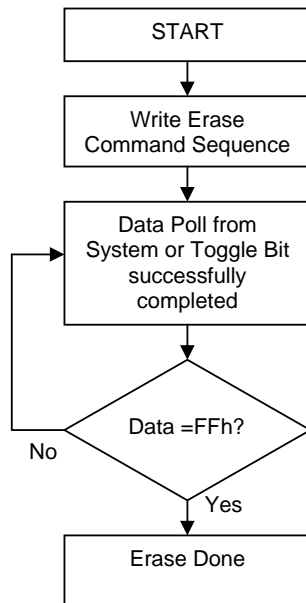 START
Write Erase
Command Sequence
Data Poll from
System or Toggle Bit
successfully
completed
Data =FFh?
No
Yes
Erase Done